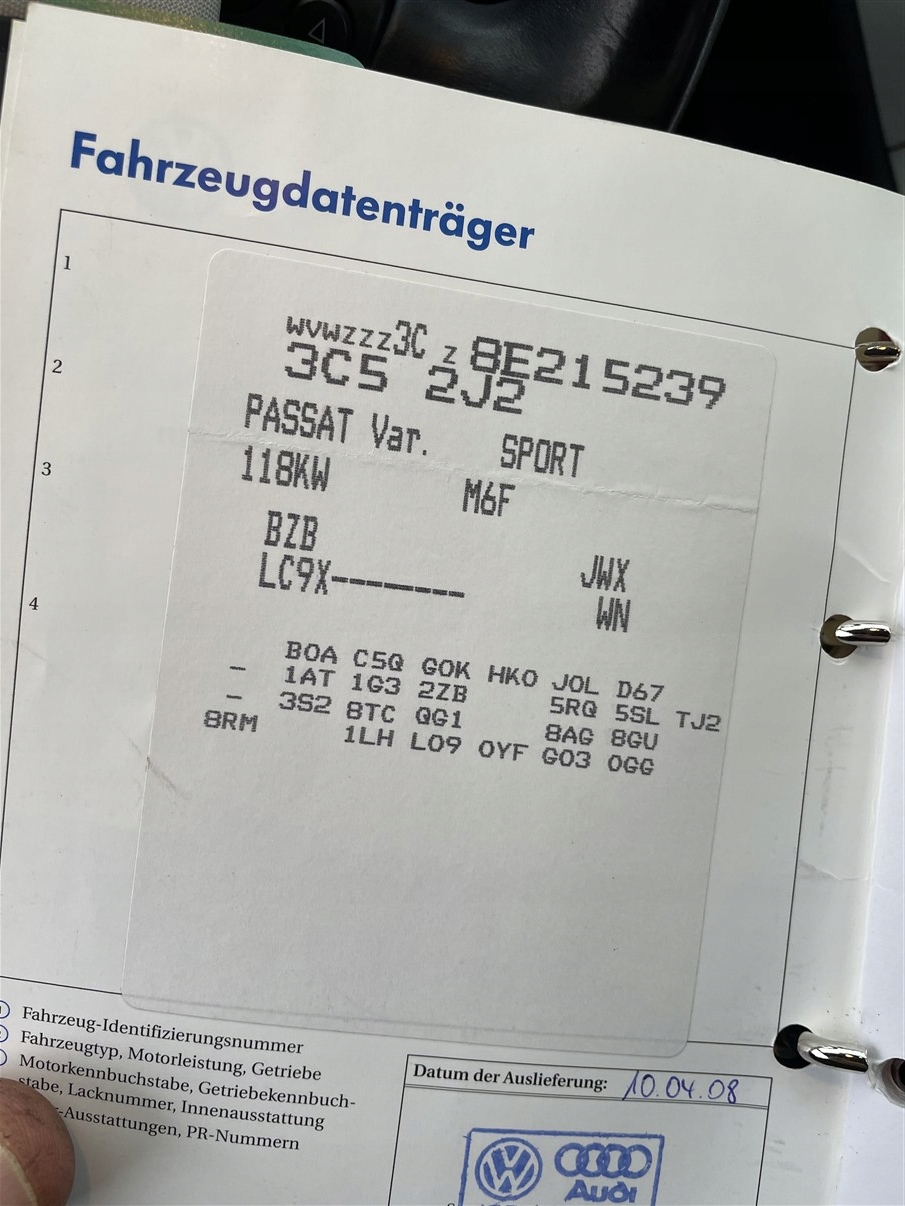 Fahrzeugdatenträger
1
WVWZZZ3C Z 8E215239
2
3C5 2J2
PASSAT Var. SPORT
118KW M6F
3
BZB JWX
LC9X------- WN
4
BOA C5Q GOK HKO JOL D67
- 1AT 1G3 2ZB 5RQ 5SL TJ2
- 3S2 8TC QG1 8AG 8GU
8RM 1LH L09 0YF G03 0GG
Fahrzeug-Identifizierungsnummer
Fahrzeugtyp, Motorleistung, Getriebe
Motorkennbuchstabe, Getriebekennbuch-
stabe, Lacknummer, Innenausstattung
-Ausstattungen, PR-Nummern
Datum der Auslieferung: 10.04.08
VW
Audi